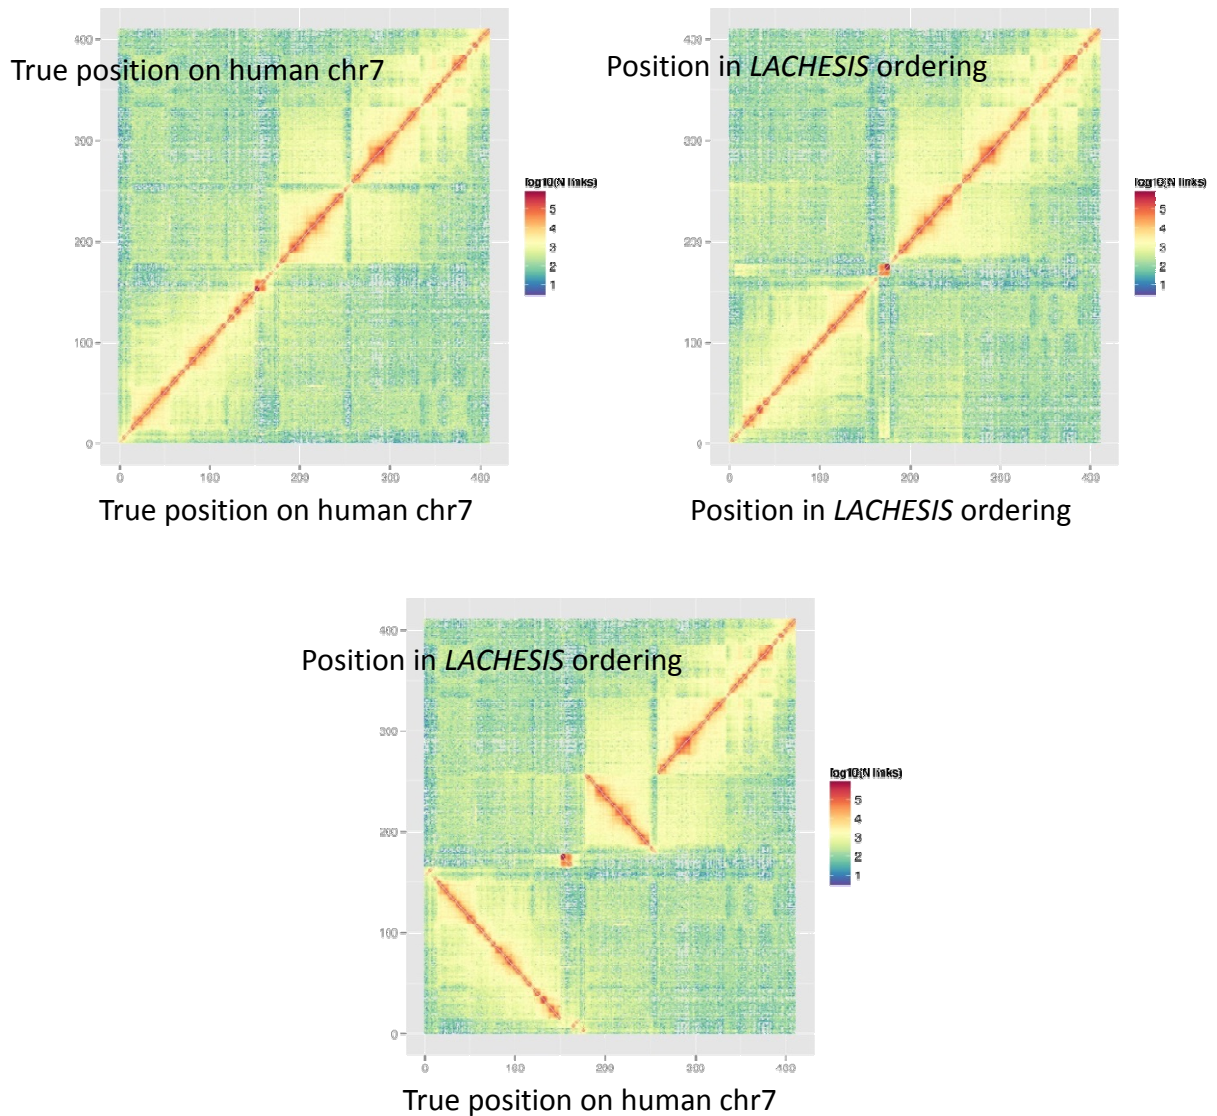 True position on human chr7
400
300
200
100
0
0 100 200 300 400
True position on human chr7
log10(N links)
5
4
3
2
1
Position in LACHESIS ordering
400
300
200
100
0
0 100 200 300 400
Position in LACHESIS ordering
log10(N links)
5
4
3
2
1
Position in LACHESIS ordering
400
300
200
100
0
0 100 200 300 400
True position on human chr7
log10(N links)
5
4
3
2
1